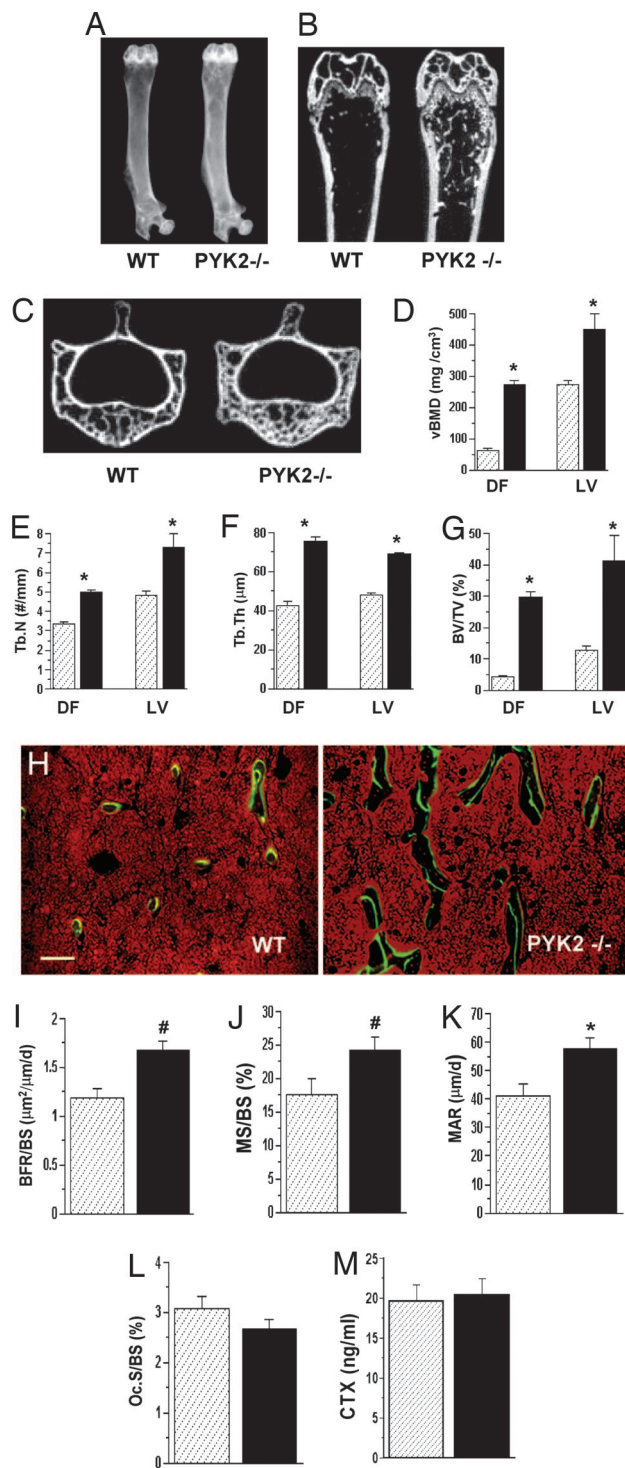 A
B
WT PYK2-/-
WT PYK2 -/-
C
WT PYK2-/-
D
vBMD (mg /cm³)
500
400
300
200
100
0
* *
DF LV
E
Tb.N (#/mm)
8
7
6
5
4
3
2
1
0
* *
DF LV
F
Tb.Th (μm)
80
60
40
20
0
* *
DF LV
G
BV/TV (%)
50
40
30
20
10
0
* *
DF LV
H
WT
PYK2 -/-
I
BFR/BS (μm²/μm/d)
2
1.5
1
0.5
0
#
J
MS/BS (%)
30
25
20
15
10
5
0
#
K
MAR (μm/d)
70
60
50
40
30
20
10
0
*
L
Oc.S/BS (%)
4
3
2
1
0
M
CTX (ng/ml)
25
20
15
10
5
0